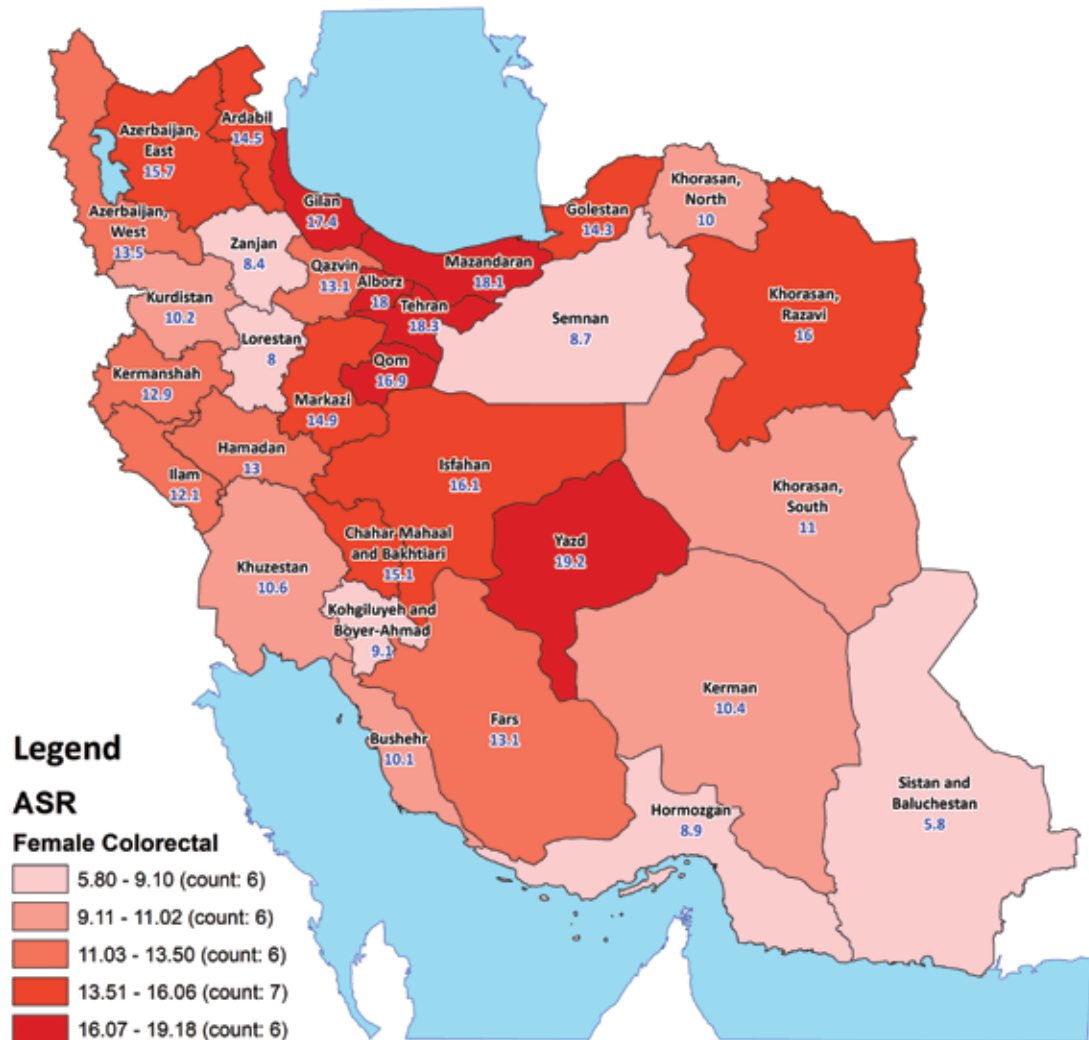 Ardabil
14.5
Azerbaijan,
East
15.7
Gilan
17.4
Azerbaijan,
West
13.5
Zanjan
8.4
Qazvin
13.1
Alborz
18
Mazandaran
18.1
Tehran
18.3
Golestan
14.3
Khorasan,
North
10
Khorasan,
Razavi
16
Semnan
8.7
Kurdistan
10.2
Lorestan
8
Kermanshah
12.9
Qom
16.9
Markazi
14.9
Hamadan
13
Ilam
12.1
Isfahan
16.1
Khorasan,
South
11
Yazd
19.2
Chahar Mahaal
and Bakhtiari
15.1
Khuzestan
10.6
Kohgiluyeh and
Boyer-Ahmad
9.1
Kerman
10.4
Fars
13.1
Bushehr
10.1
Hormozgan
8.9
Sistan and
Baluchestan
5.8
Legend
ASR
Female Colorectal
5.80 - 9.10 (count: 6)
9.11 - 11.02 (count: 6)
11.03 - 13.50 (count: 6)
13.51 - 16.06 (count: 7)
16.07 - 19.18 (count: 6)